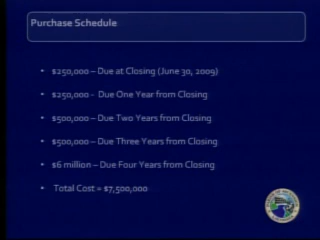 Purchase Schedule
• $250,000 – Due at Closing (June 30, 2009)
• $250,000 - Due One Year from Closing
• $500,000 – Due Two Years from Closing
• $500,000 – Due Three Years from Closing
• $6 million – Due Four Years from Closing
• Total Cost = $7,500,000